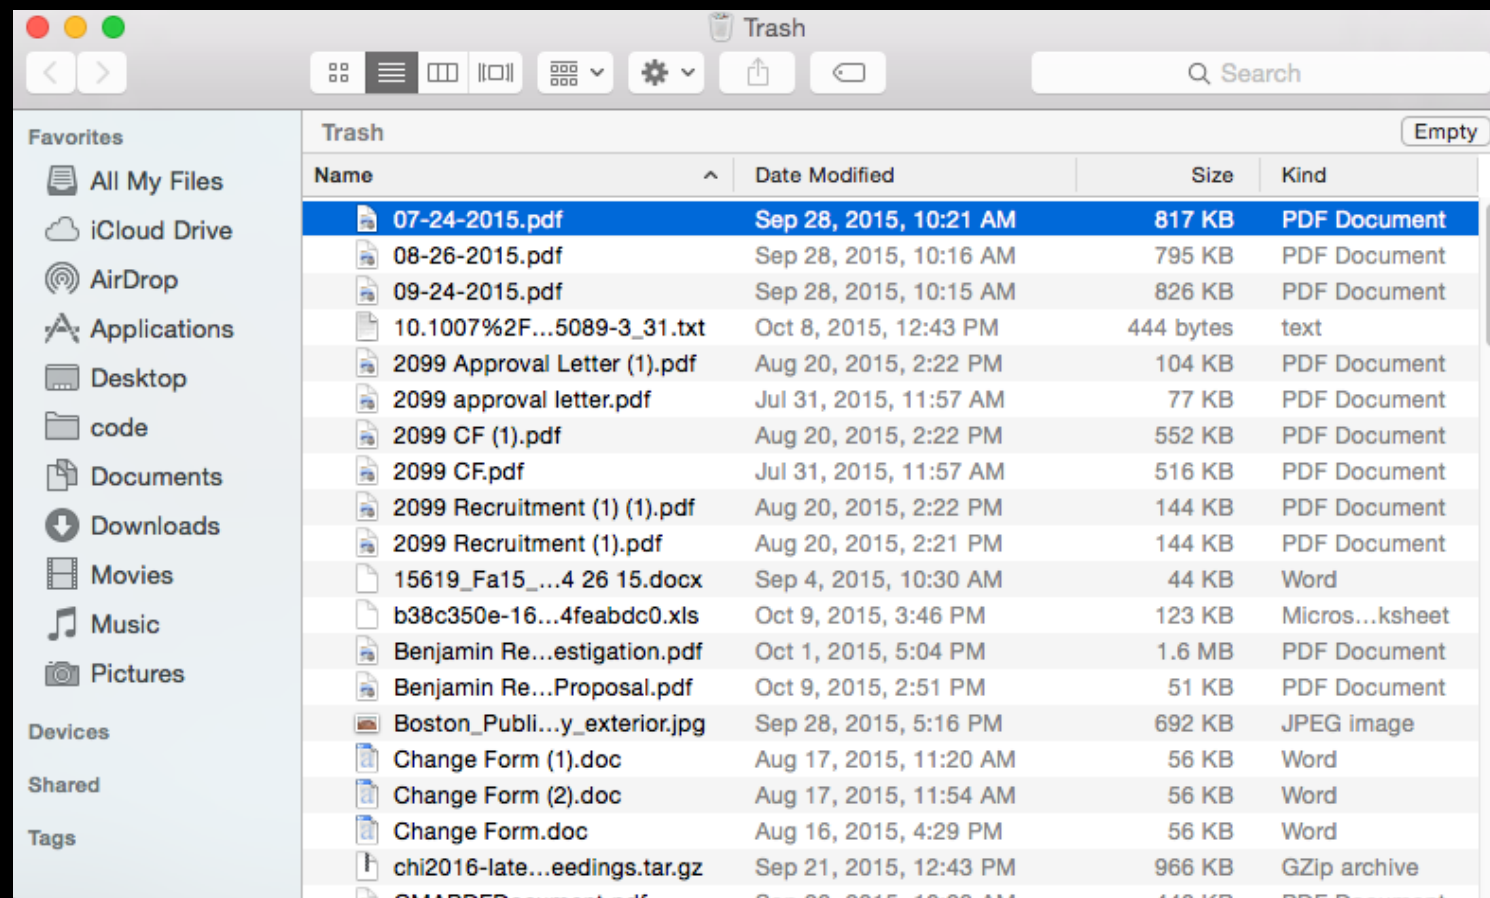 Trash
Search
Favorites
All My Files
iCloud Drive
AirDrop
Applications
Desktop
code
Documents
Downloads
Movies
Music
Pictures
Devices
Shared
Tags
Trash Empty
Name Date Modified Size Kind
07-24-2015.pdf Sep 28, 2015, 10:21 AM 817 KB PDF Document
08-26-2015.pdf Sep 28, 2015, 10:16 AM 795 KB PDF Document
09-24-2015.pdf Sep 28, 2015, 10:15 AM 826 KB PDF Document
10.1007%2F...5089-3_31.txt Oct 8, 2015, 12:43 PM 444 bytes text
2099 Approval Letter (1).pdf Aug 20, 2015, 2:22 PM 104 KB PDF Document
2099 approval letter.pdf Jul 31, 2015, 11:57 AM 77 KB PDF Document
2099 CF (1).pdf Aug 20, 2015, 2:22 PM 552 KB PDF Document
2099 CF.pdf Jul 31, 2015, 11:57 AM 516 KB PDF Document
2099 Recruitment (1) (1).pdf Aug 20, 2015, 2:22 PM 144 KB PDF Document
2099 Recruitment (1).pdf Aug 20, 2015, 2:21 PM 144 KB PDF Document
15619_Fa15_...4 26 15.docx Sep 4, 2015, 10:30 AM 44 KB Word
b38c350e-16...4feabdc0.xls Oct 9, 2015, 3:46 PM 123 KB Micros...ksheet
Benjamin Re...estigation.pdf Oct 1, 2015, 5:04 PM 1.6 MB PDF Document
Benjamin Re...Proposal.pdf Oct 9, 2015, 2:51 PM 51 KB PDF Document
Boston_Publi...y_exterior.jpg Sep 28, 2015, 5:16 PM 692 KB JPEG image
Change Form (1).doc Aug 17, 2015, 11:20 AM 56 KB Word
Change Form (2).doc Aug 17, 2015, 11:54 AM 56 KB Word
Change Form.doc Aug 16, 2015, 4:29 PM 56 KB Word
chi2016-late...eedings.tar.gz Sep 21, 2015, 12:43 PM 966 KB GZip archive